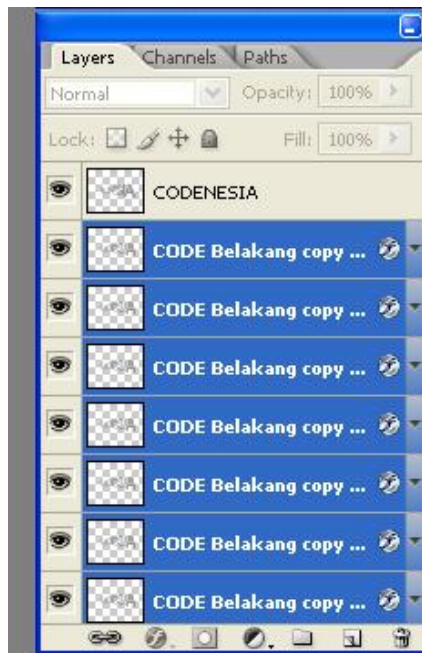 Layers Channels Paths
Normal Opacity: 100%
Lock: Fill: 100%
CODENESIA
CODE Belakang copy ...
CODE Belakang copy ...
CODE Belakang copy ...
CODE Belakang copy ...
CODE Belakang copy ...
CODE Belakang copy ...
CODE Belakang copy ...